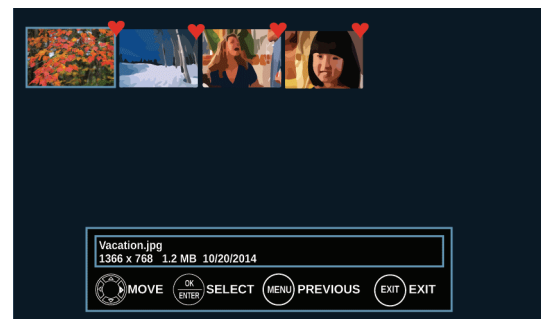 Vacation.jpg
1366 x 768 1.2 MB 10/20/2014
MOVE OK ENTER SELECT MENU PREVIOUS EXIT EXIT